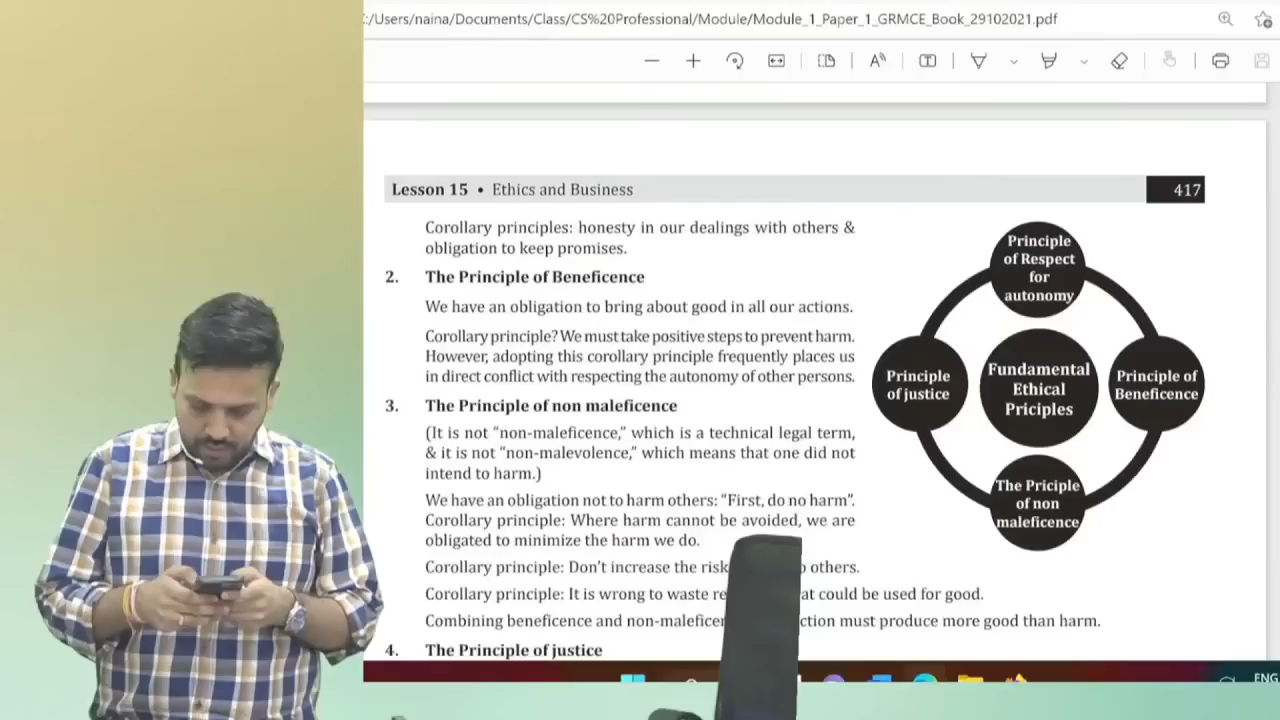 :/Users/naina/Documents/Class/CS%20Professional/Module/Module_1_Paper_1_GRMCE_Book_29102021.pdf
Lesson 15 • Ethics and Business 417
Corollary principles: honesty in our dealings with others &
obligation to keep promises.
2. The Principle of Beneficence
We have an obligation to bring about good in all our actions.
Corollary principle? We must take positive steps to prevent harm.
However, adopting this corollary principle frequently places us
in direct conflict with respecting the autonomy of other persons.
3. The Principle of non maleficence
(It is not “non-maleficence,” which is a technical legal term,
& it is not “non-malevolence,” which means that one did not
intend to harm.)
We have an obligation not to harm others: “First, do no harm”.
Corollary principle: Where harm cannot be avoided, we are
obligated to minimize the harm we do.
Corollary principle: Don’t increase the risk others.
Corollary principle: It is wrong to waste could be used for good.
Combining beneficence and must produce more good than harm.
4. The Principle of justice
Principle
of Respect
for
autonomy
Principle
of justice
Fundamental
Ethical
Priciples
Principle of
Beneficence
The Priciple
of non
maleficence
ENG